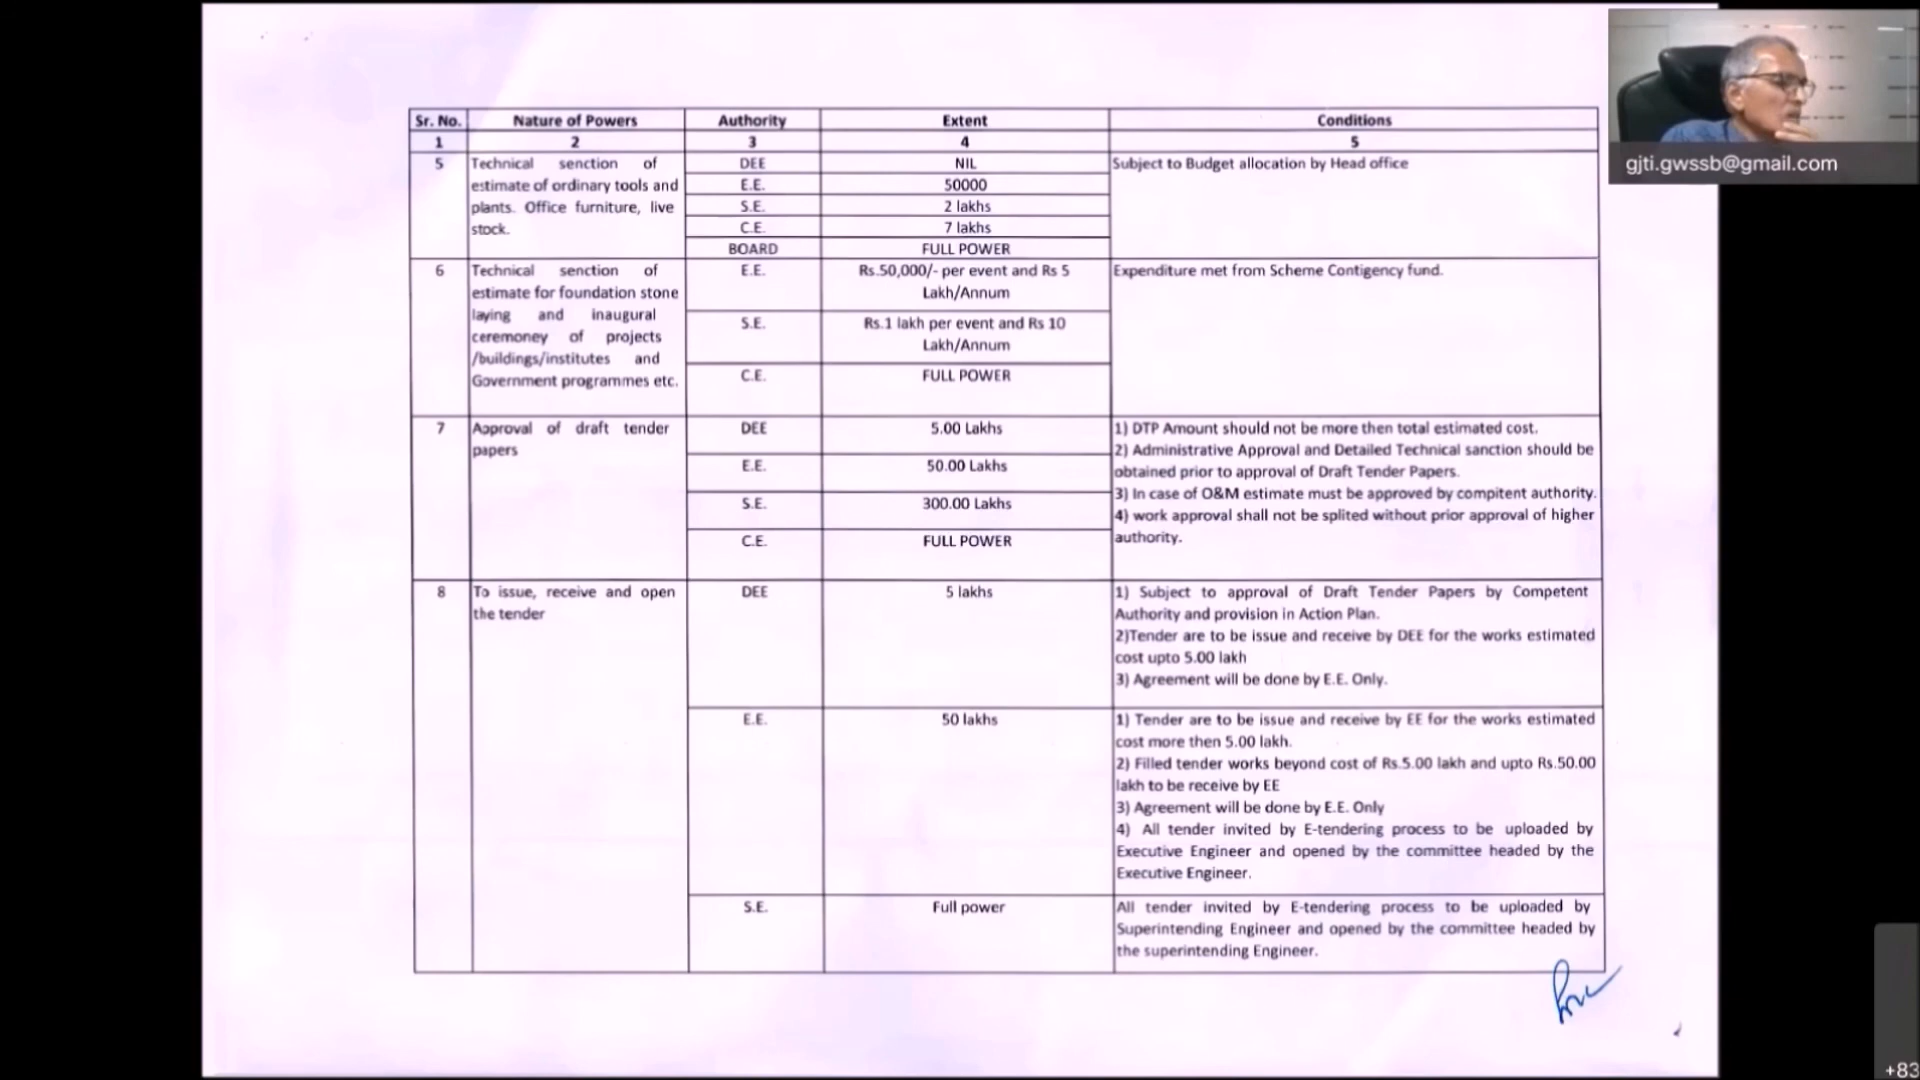 Sr. No. Nature of Powers Authority Extent Conditions
1 2 3 4 5
5 Technical senction of DEE NIL Subject to Budget allocation by Head office
estimate of ordinary tools and E.E. 50000
plants. Office furniture, live S.E. 2 lakhs
stock. C.E. 7 lakhs
BOARD FULL POWER
6 Technical senction of E.E. Rs.50,000/- per event and Rs 5 Expenditure met from Scheme Contigency fund.
estimate for foundation stone Lakh/Annum
laying and inaugural S.E. Rs.1 lakh per event and Rs 10
ceremoney of projects Lakh/Annum
/buildings/institutes and
Government programmes etc. C.E. FULL POWER
7 Approval of draft tender DEE 5.00 Lakhs 1) DTP Amount should not be more then total estimated cost.
papers 2) Administrative Approval and Detailed Technical sanction should be
E.E. 50.00 Lakhs obtained prior to approval of Draft Tender Papers.
3) In case of O&M estimate must be approved by compitent authority.
S.E. 300.00 Lakhs 4) work approval shall not be splited without prior approval of higher
C.E. FULL POWER authority.
8 To issue, receive and open DEE 5 lakhs 1) Subject to approval of Draft Tender Papers by Competent
the tender Authority and provision in Action Plan.
2)Tender are to be issue and receive by DEE for the works estimated
cost upto 5.00 lakh
3) Agreement will be done by E.E. Only.
E.E. 50 lakhs 1) Tender are to be issue and receive by EE for the works estimated
cost more then 5.00 lakh.
2) Filled tender works beyond cost of Rs.5.00 lakh and upto Rs.50.00
lakh to be receive by EE
3) Agreement will be done by E.E. Only
4) All tender invited by E-tendering process to be uploaded by
Executive Engineer and opened by the committee headed by the
Executive Engineer.
S.E. Full power All tender invited by E-tendering process to be uploaded by
Superintending Engineer and opened by the committee headed by
the superintending Engineer.
gjti.gwssb@gmail.com
+83